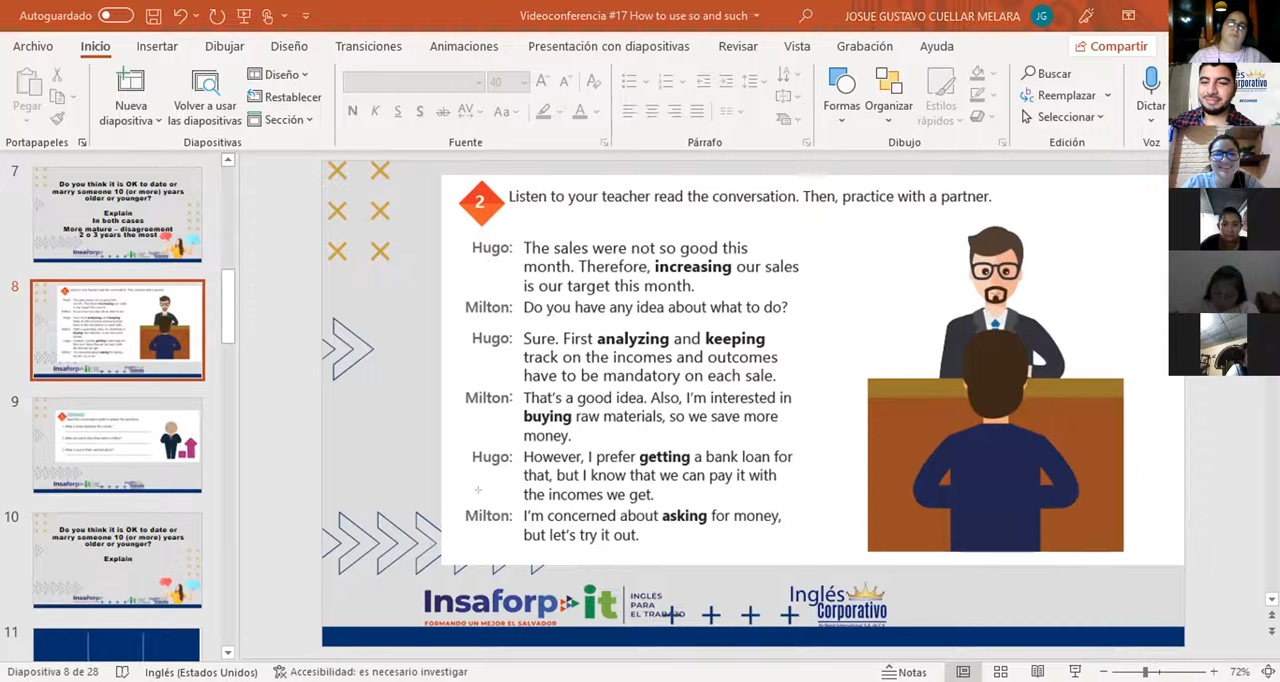 Autoguardado
Videoconferencia #17 How to use so and such
JOSUE GUSTAVO CUELLAR MELARA
JG
Archivo Inicio Insertar Dibujar Diseño Transiciones Animaciones Presentación con diapositivas Revisar Vista Grabación Ayuda
Compartir
Pegar
Nueva diapositiva
Volver a usar las diapositivas
Diseño
Restablecer
Sección
40
N K S S ab AV Aa
Formas
Organizar
Estilos rápidos
Buscar
Reemplazar
Seleccionar
Dictar
Portapapeles Diapositivas Fuente Párrafo Dibujo Edición Voz
7
Do you think it is OK to date or
marry someone 10 (or more) years
older or younger?
Explain
In both cases
More mature – disagreement
2 o 3 years the most
8
9
10
Do you think it is OK to date or
marry someone 10 (or more) years
older or younger?
Explain
11
2
Listen to your teacher read the conversation. Then, practice with a partner.
Hugo: The sales were not so good this
month. Therefore, increasing our sales
is our target this month.
Milton: Do you have any idea about what to do?
Hugo: Sure. First analyzing and keeping
track on the incomes and outcomes
have to be mandatory on each sale.
Milton: That's a good idea. Also, I'm interested in
buying raw materials, so we save more
money.
Hugo: However, I prefer getting a bank loan for
that, but I know that we can pay it with
the incomes we get.
Milton: I'm concerned about asking for money,
but let's try it out.
Insaforp it
FORMANDO UN MEJOR EL SALVADOR
INGLÉS
PARA
EL TRABAJO
Inglés
Corporativo
Diapositiva 8 de 28
Inglés (Estados Unidos)
Accesibilidad: es necesario investigar
Notas
72%